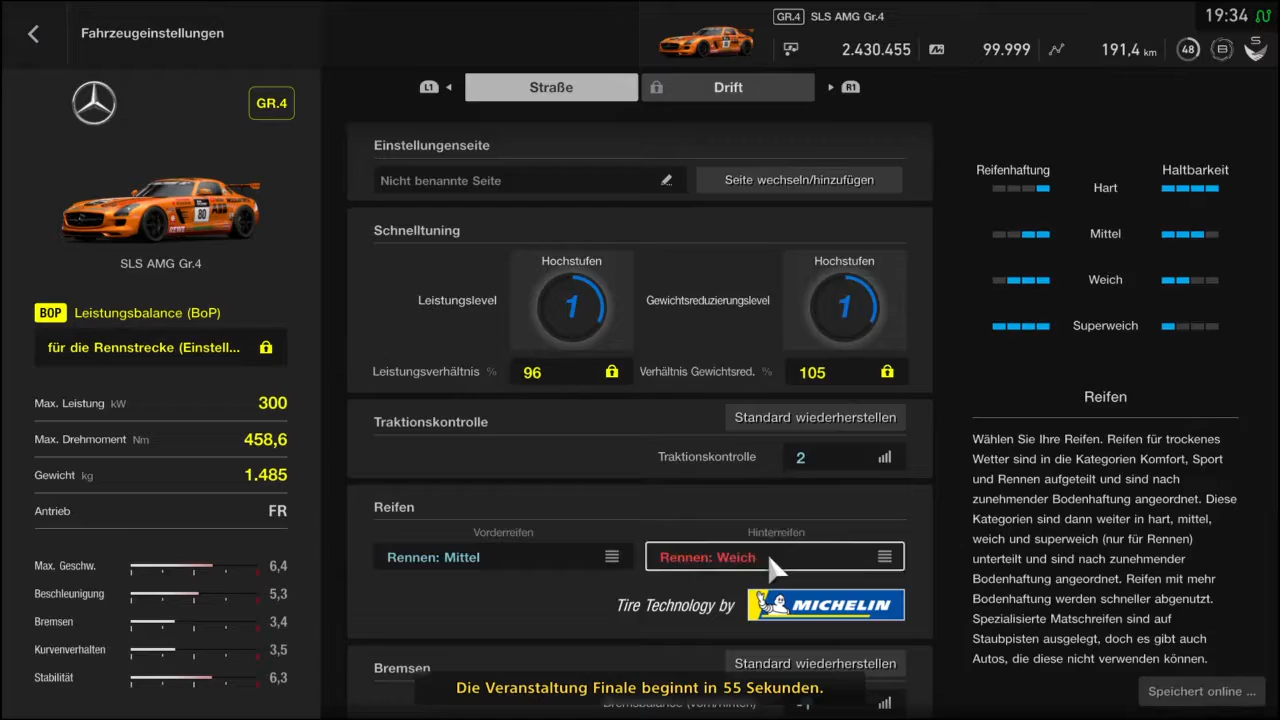 Fahrzeugeinstellungen
GR.4 SLS AMG Gr.4
19:34
2.430.455 99.999 191,4 km 48 B S
GR.4
L1 Straße Drift R1
Einstellungenseite
Nicht benannte Seite Seite wechseln/hinzufügen
80
SLS AMG Gr.4
BOP Leistungsbalance (BoP)
für die Rennstrecke (Einstell...
Max. Leistung kW 300
Max. Drehmoment Nm 458,6
Gewicht kg 1.485
Antrieb FR
Max. Geschw. 6,4
Beschleunigung 5,3
Bremsen 3,4
Kurvenverhalten 3,5
Stabilität 6,3
Schnelltuning
Hochstufen Hochstufen
Leistungslevel 1 Gewichtsreduzierungslevel 1
Leistungsverhältnis % 96 Verhältnis Gewichtsred. % 105
Traktionskontrolle Standard wiederherstellen
Traktionskontrolle 2
Reifen
Vorderreifen Hinterreifen
Rennen: Mittel Rennen: Weich
Tire Technology by MICHELIN
Bremsen Standard wiederherstellen
Die Veranstaltung Finale beginnt in 55 Sekunden.
Bremsbalance (vorn/hinten)
Reifenhaftung Haltbarkeit
Hart
Mittel
Weich
Superweich
Reifen
Wählen Sie Ihre Reifen. Reifen für trockenes
Wetter sind in die Kategorien Komfort, Sport
und Rennen aufgeteilt und sind nach
zunehmender Bodenhaftung angeordnet. Diese
Kategorien sind dann weiter in hart, mittel,
weich und superweich (nur für Rennen)
unterteilt und sind nach zunehmender
Bodenhaftung angeordnet. Reifen mit mehr
Bodenhaftung werden schneller abgenutzt.
Spezialisierte Matschreifen sind auf
Staubpisten ausgelegt, doch es gibt auch
Autos, die diese nicht verwenden können.
Speichert online ...